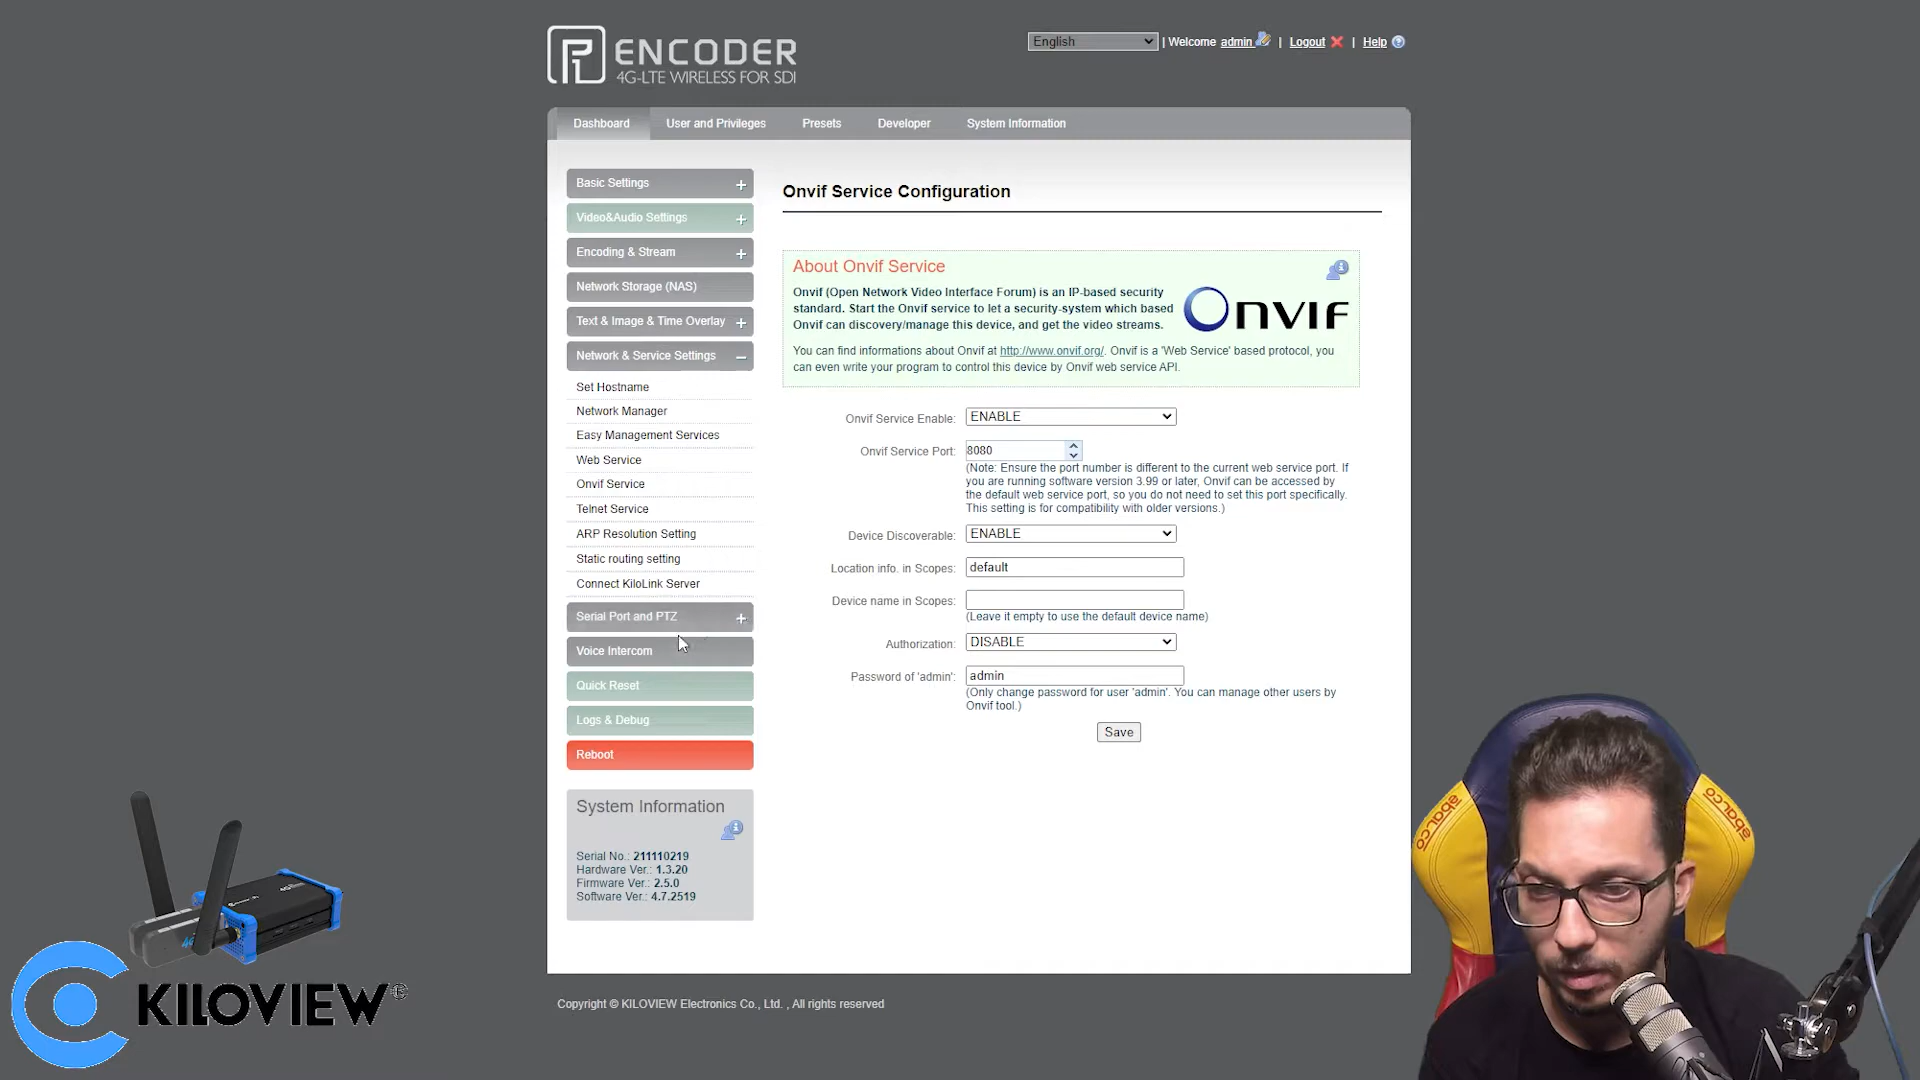 ENCODER
4G-LTE WIRELESS FOR SDI
English | Welcome admin | Logout | Help
Dashboard User and Privileges Presets Developer System Information
Basic Settings
Video&Audio Settings
Encoding & Stream
Network Storage (NAS)
Text & Image & Time Overlay
Network & Service Settings
Set Hostname
Network Manager
Easy Management Services
Web Service
Onvif Service
Telnet Service
ARP Resolution Setting
Static routing setting
Connect KiloLink Server
Serial Port and PTZ
Voice Intercom
Quick Reset
Logs & Debug
Reboot
System Information
Serial No.: 211110219
Hardware Ver.: 1.3.20
Firmware Ver.: 2.5.0
Software Ver.: 4.7.2519
Onvif Service Configuration
About Onvif Service
Onvif (Open Network Video Interface Forum) is an IP-based security
standard. Start the Onvif service to let a security-system which based
Onvif can discovery/manage this device, and get the video streams.
ONVIF
You can find informations about Onvif at http://www.onvif.org/. Onvif is a 'Web Service' based protocol, you
can even write your program to control this device by Onvif web service API.
Onvif Service Enable: ENABLE
Onvif Service Port: 8080
(Note: Ensure the port number is different to the current web service port. If
you are running software version 3.99 or later, Onvif can be accessed by
the default web service port, so you do not need to set this port specifically.
This setting is for compatibility with older versions.)
Device Discoverable: ENABLE
Location info. in Scopes: default
Device name in Scopes:
(Leave it empty to use the default device name)
Authorization: DISABLE
Password of 'admin': admin
(Only change password for user 'admin'. You can manage other users by
Onvif tool.)
Save
Copyright © KILOVIEW Electronics Co., Ltd. , All rights reserved
KILOVIEW®
abarco
abarco